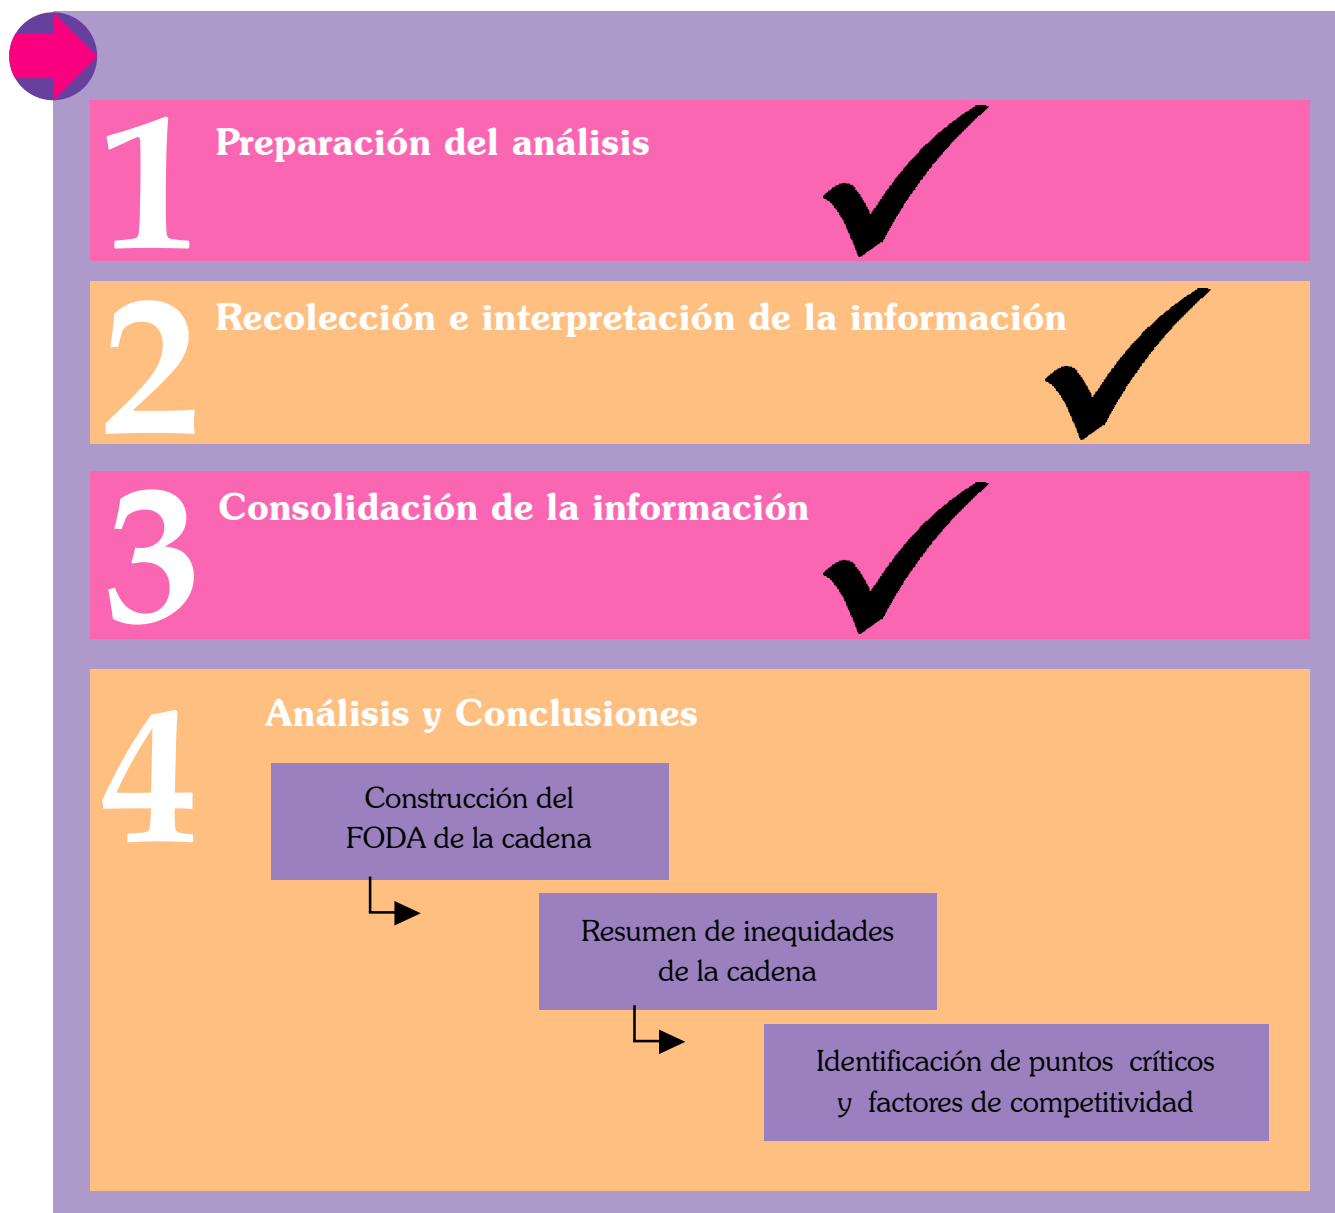 1
Preparación del análisis
2
Recolección e interpretación de la información
3
Consolidación de la información
4
Análisis y Conclusiones
Construcción del
FODA de la cadena
Resumen de inequidades
de la cadena
Identificación de puntos críticos
y factores de competitividad